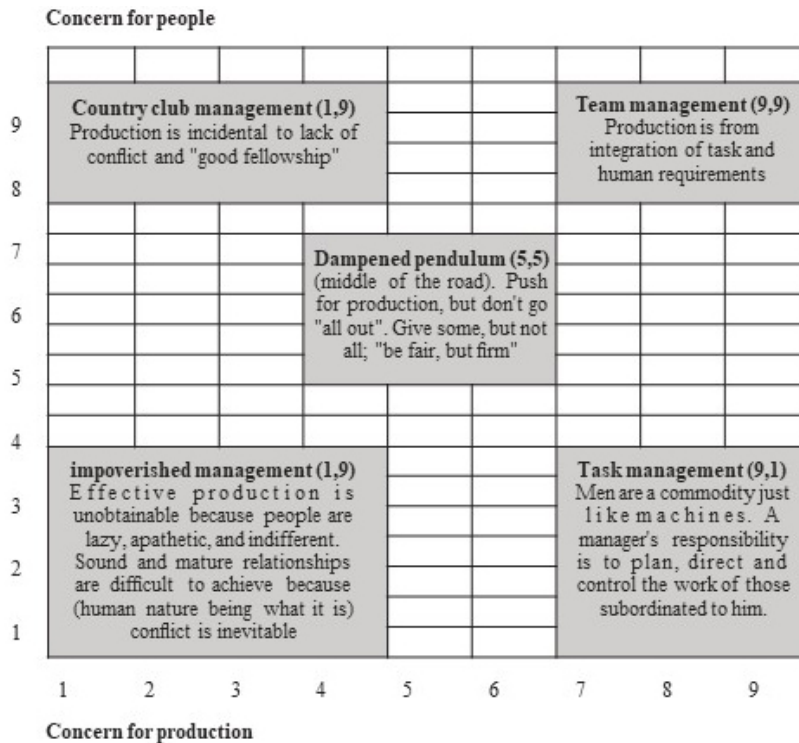 Concern for people
9
8
7
6
5
4
3
2
1
Country club management (1,9)
Production is incidental to lack of
conflict and "good fellowship"
Team management (9,9)
Production is from
integration of task and
human requirements
Dampened pendulum (5,5)
(middle of the road). Push
for production, but don't go
"all out". Give some, but not
all; "be fair, but firm"
impoverished management (1,9)
Effective production is
unobtainable because people are
lazy, apathetic, and indifferent.
Sound and mature relationships
are difficult to achieve because
(human nature being what it is)
conflict is inevitable
Task management (9,1)
Men are a commodity just
like machines. A
manager's responsibility
is to plan, direct and
control the work of those
subordinated to him.
1 2 3 4 5 6 7 8 9
Concern for production